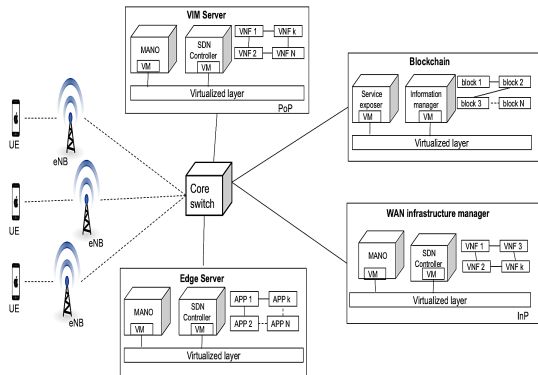 VIM Server
MANO
VM
SDN
Controller
VM
VNF 1
VNF k
VNF 2
VNF N
Virtualized layer
PoP
Blockchain
Service
exposer
VM
Information
manager
VM
block 1
block 2
block 3
block N
Virtualized layer
UE
eNB
UE
eNB
UE
eNB
Core
switch
WAN infrastructure manager
MANO
VM
SDN
Controller
VM
VNF 1
VNF 3
VNF 2
VNF k
Virtualized layer
InP
Edge Server
MANO
VM
SDN
Controller
VM
APP 1
APP k
APP 2
APP N
Virtualized layer